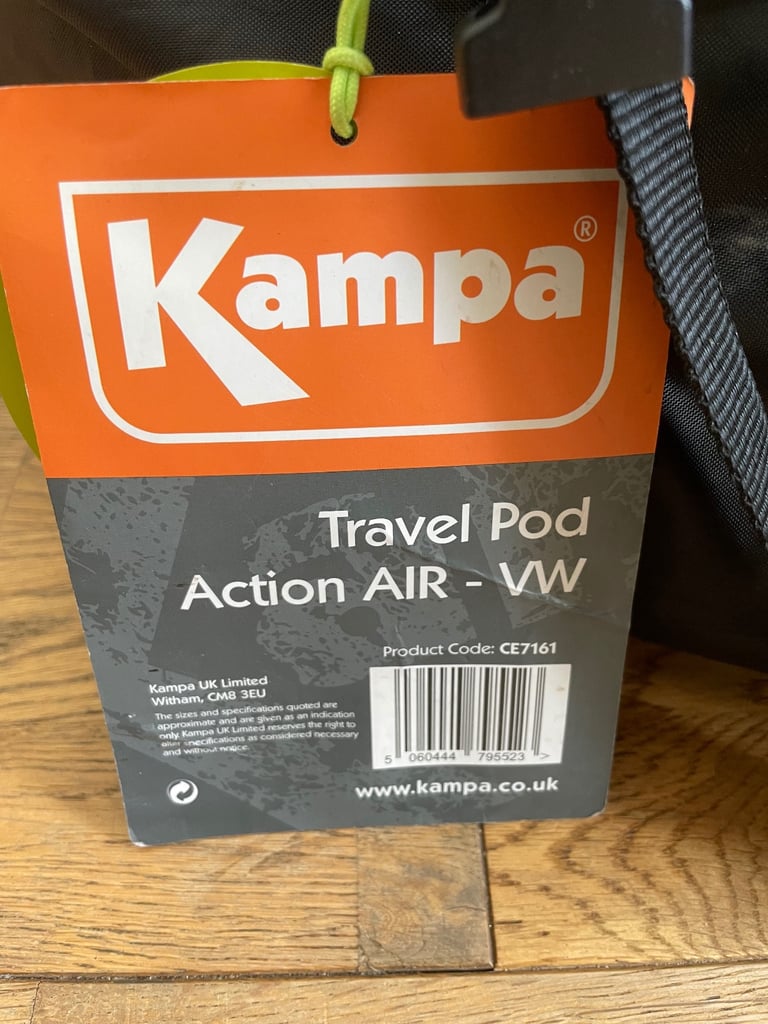 Kampa®
Travel Pod
Action AIR - VW
Product Code: CE7161
Kampa UK Limited
Witham, CM8 3EU
The sizes and specifications quoted are
approximate and are given as an indication
only. Kampa UK Limited reserves the right to
alter specifications as considered necessary
and without notice.
5 060444 795523 >
www.kampa.co.uk